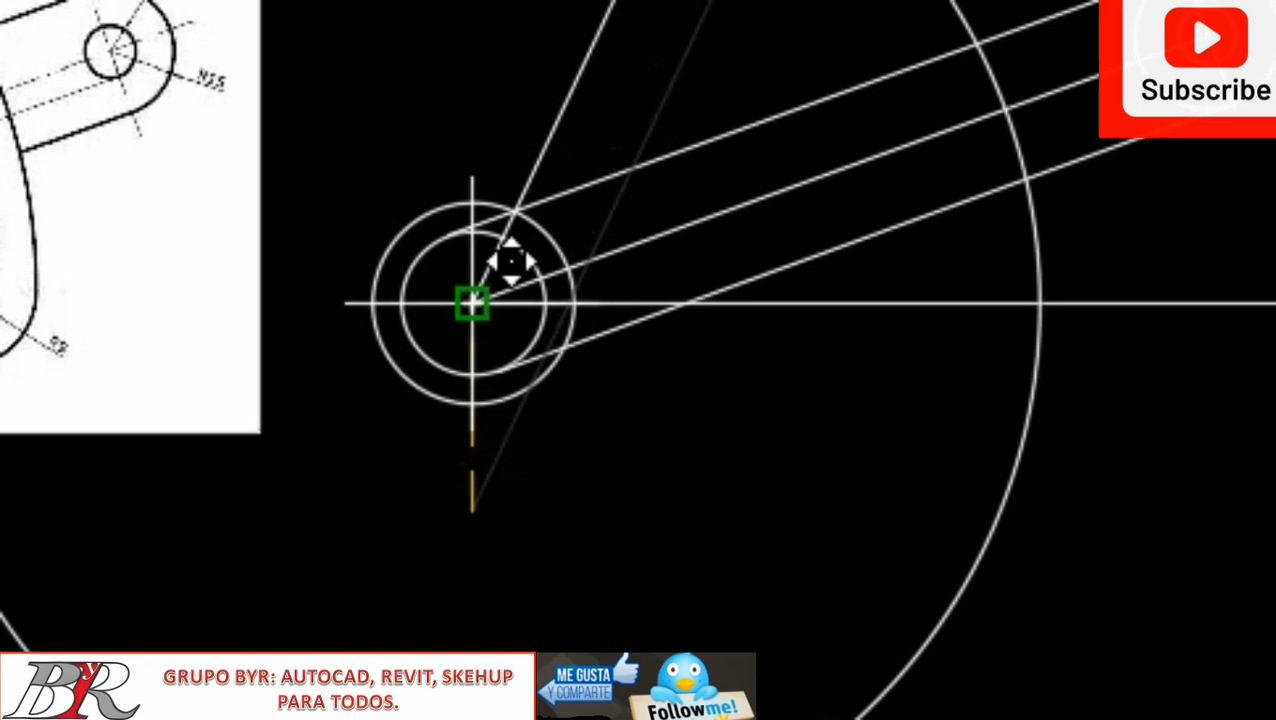 Subscribe
ByR
GRUPO BYR: AUTOCAD, REVIT, SKEHUP
PARA TODOS.
ME GUSTA
Y COMPARTE
Followme!